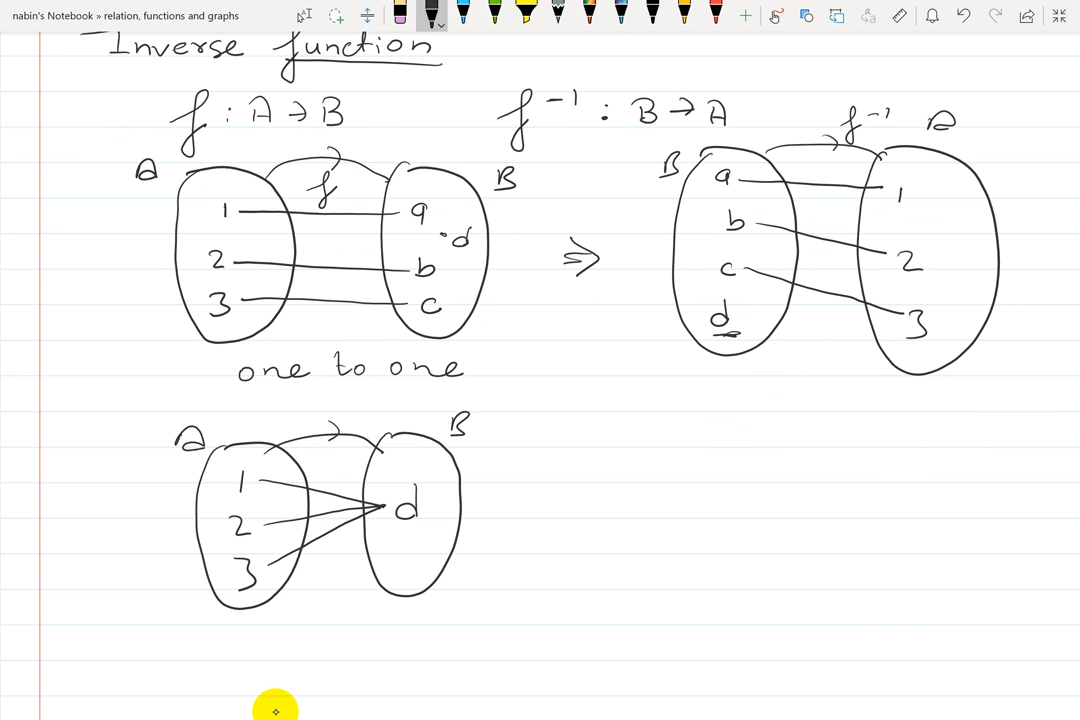 nabin's Notebook » relation, functions and graphs
Inverse function
f : A → B
f⁻¹ : B → A
A f B
1 a
d
2 b
3 c
⇒
B f⁻¹ A
a 1
b 2
c 3
d
one to one
A B
1
2 d
3